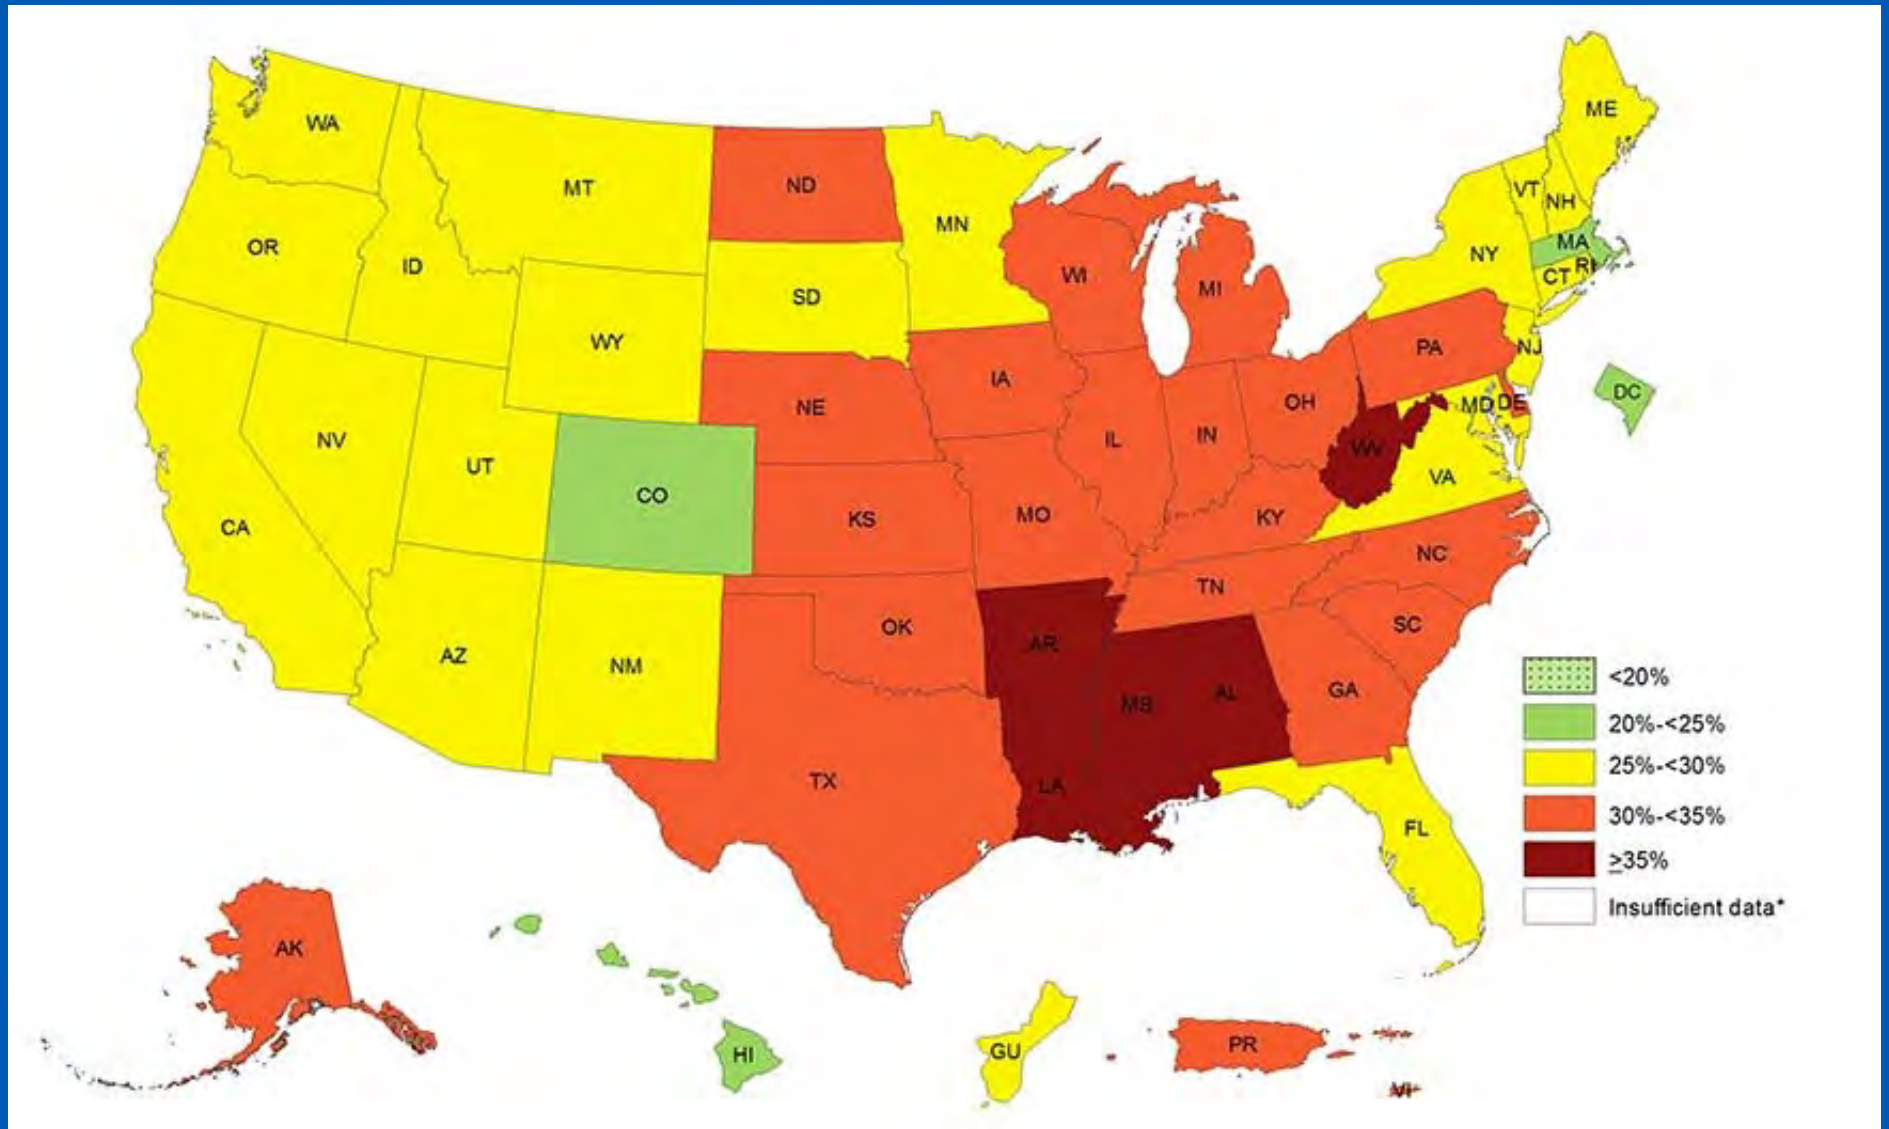 WA
MT
ND
MN
ME
VT
NH
OR
ID
SD
WI
MI
NY
MA
CT
RI
WY
IA
PA
NJ
NE
NV
UT
CO
IL
IN
OH
MD
DE
DC
WV
VA
CA
KS
MO
KY
NC
AZ
NM
OK
AR
TN
SC
MS
AL
GA
TX
LA
FL
AK
HI
GU
PR
VI
<20%
20%-<25%
25%-<30%
30%-<35%
≥35%
Insufficient data*